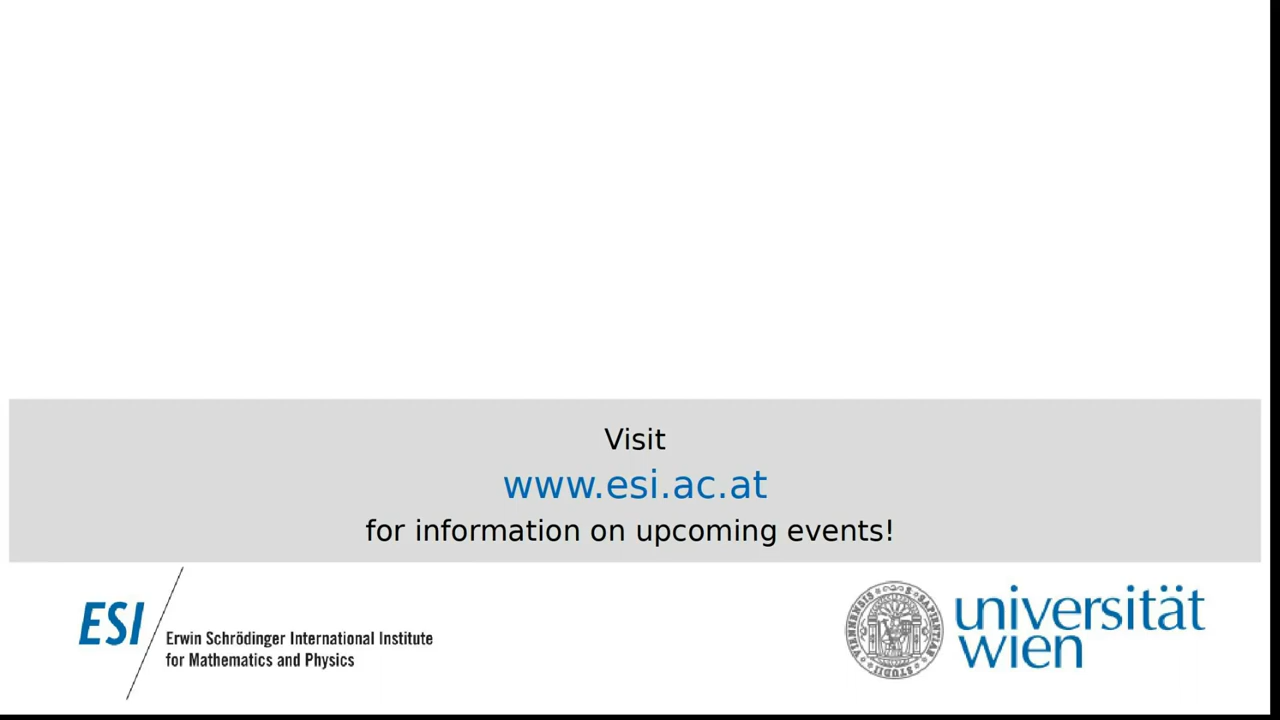 Visit
www.esi.ac.at
for information on upcoming events!
ESI
Erwin Schrödinger International Institute
for Mathematics and Physics
universität
wien